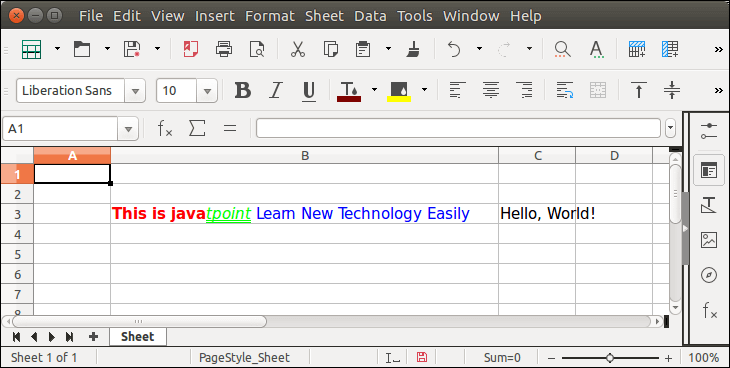 File Edit View Insert Format Sheet Data Tools Window Help
Liberation Sans 10 B I U T
A1 fx Σ =
A B C D
1
2
3 This is javatpoint Learn New Technology Easily Hello, World!
4
5
6
7
8
Sheet
Sheet 1 of 1 PageStyle_Sheet Sum=0 100%